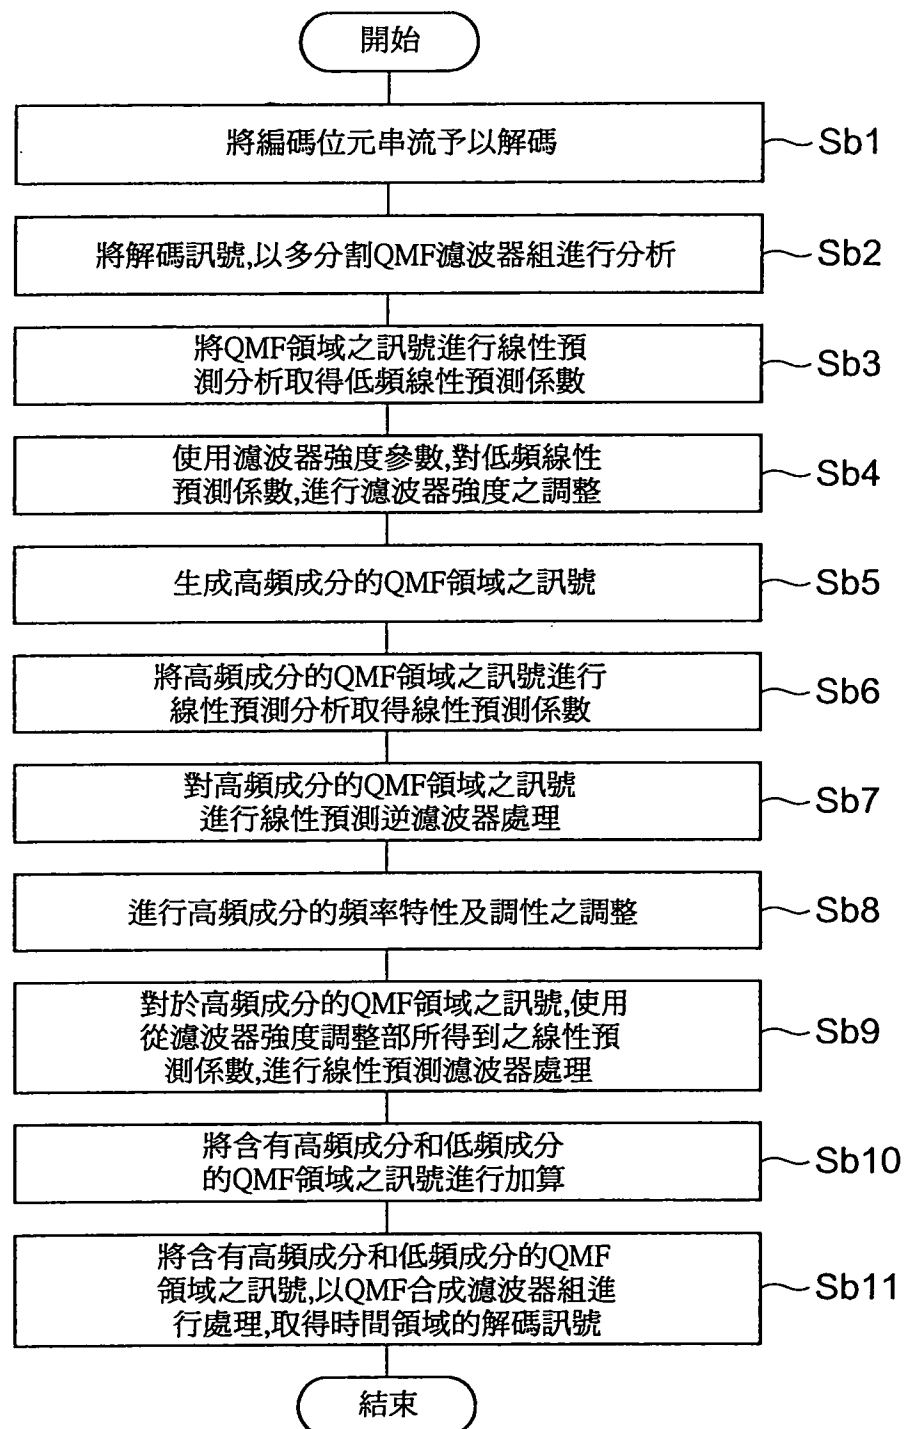 開始
將編碼位元串流予以解碼
Sb1
將解碼訊號,以多分割QMF濾波器組進行分析
Sb2
將QMF領域之訊號進行線性預
測分析取得低頻線性預測係數
Sb3
使用濾波器強度參數,對低頻線性
預測係數,進行濾波器強度之調整
Sb4
生成高頻成分的QMF領域之訊號
Sb5
將高頻成分的QMF領域之訊號進行
線性預測分析取得線性預測係數
Sb6
對高頻成分的QMF領域之訊號
進行線性預測逆濾波器處理
Sb7
進行高頻成分的頻率特性及調性之調整
Sb8
對於高頻成分的QMF領域之訊號,使用
從濾波器強度調整部所得到之線性預
測係數,進行線性預測濾波器處理
Sb9
將含有高頻成分和低頻成分
的QMF領域之訊號進行加算
Sb10
將含有高頻成分和低頻成分的QMF
領域之訊號,以QMF合成濾波器組進
行處理,取得時間領域的解碼訊號
Sb11
結束